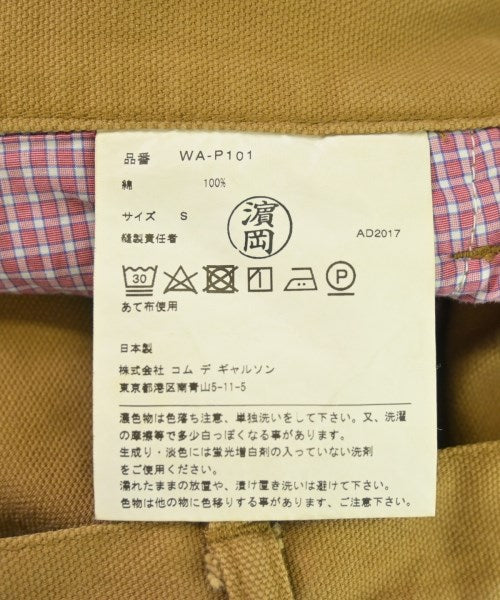 品番 WA-P101
綿 100%
サイズ S
濱岡
縫製責任者
AD2017
30 P
あて布使用
日本製
株式会社 コム デ ギャルソン
東京都港区南青山5-11-5
濃色物は色落ち注意、単独洗いをして下さい。又、洗濯
の摩擦等で多少白っぽくなる事があります。
生成り・淡色には蛍光増白剤の入っていない洗剤
をご使用ください。
濡れたままの放置や、漬け置き洗いは避けて下さい。
色物は他の物に色移りする事が有ります、ご注意下さい。